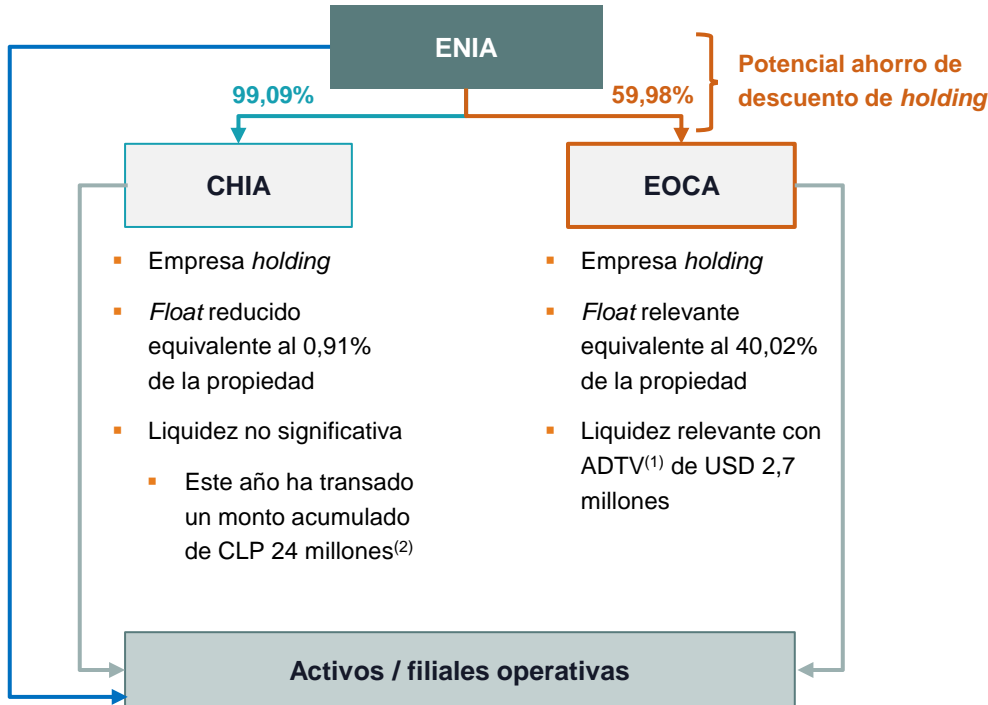 ENIA
99,09%
59,98%
Potencial ahorro de
descuento de holding
CHIA
▪ Empresa holding
▪ Float reducido
equivalente al 0,91%
de la propiedad
▪ Liquidez no significativa
▪ Este año ha transado
un monto acumulado
de CLP 24 millones(2)
EOCA
▪ Empresa holding
▪ Float relevante
equivalente al 40,02%
de la propiedad
▪ Liquidez relevante con
ADTV(1) de USD 2,7
millones
Activos / filiales operativas